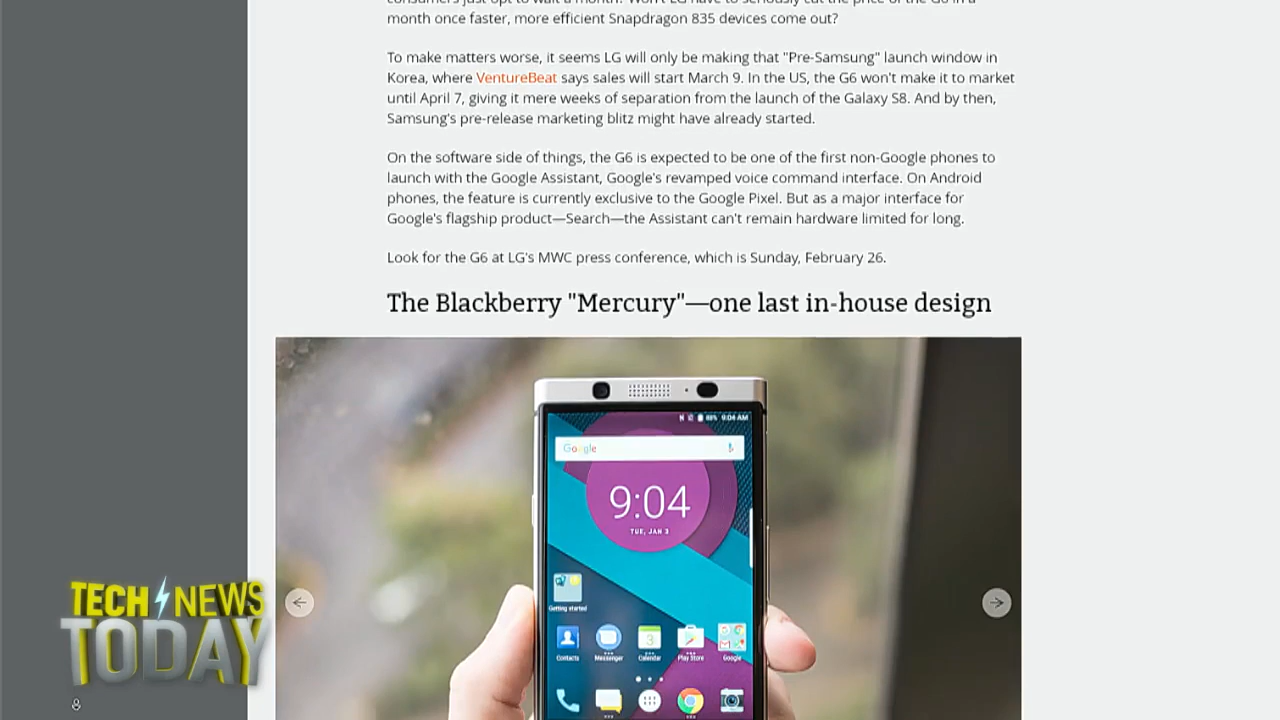 month once faster, more efficient Snapdragon 835 devices come out?
To make matters worse, it seems LG will only be making that "Pre-Samsung" launch window in
Korea, where VentureBeat says sales will start March 9. In the US, the G6 won't make it to market
until April 7, giving it mere weeks of separation from the launch of the Galaxy S8. And by then,
Samsung's pre-release marketing blitz might have already started.
On the software side of things, the G6 is expected to be one of the first non-Google phones to
launch with the Google Assistant, Google's revamped voice command interface. On Android
phones, the feature is currently exclusive to the Google Pixel. But as a major interface for
Google's flagship product—Search—the Assistant can't remain hardware limited for long.
Look for the G6 at LG's MWC press conference, which is Sunday, February 26.
The Blackberry "Mercury"—one last in-house design
9:04 AM
Google
9:04
TUE, JAN 3
Getting started
Contacts Messenger Calendar Play Store Google
TECH NEWS
TODAY